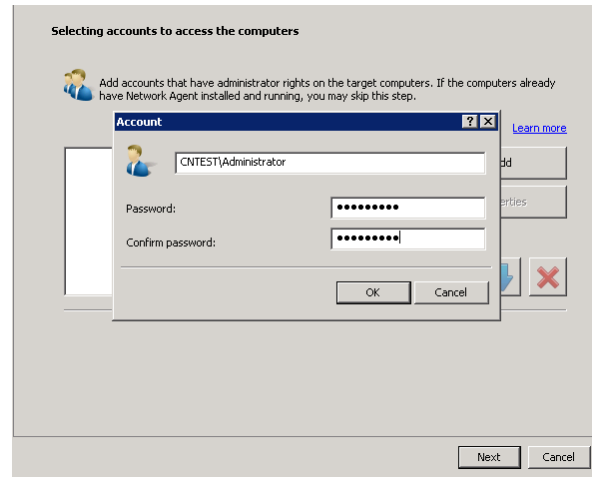 Selecting accounts to access the computers
Add accounts that have administrator rights on the target computers. If the computers already
have Network Agent installed and running, you may skip this step.
Account
Learn more
CNTEST\Administrator
Password:
●●●●●●●●●
Confirm password:
●●●●●●●●●
OK Cancel
Next Cancel